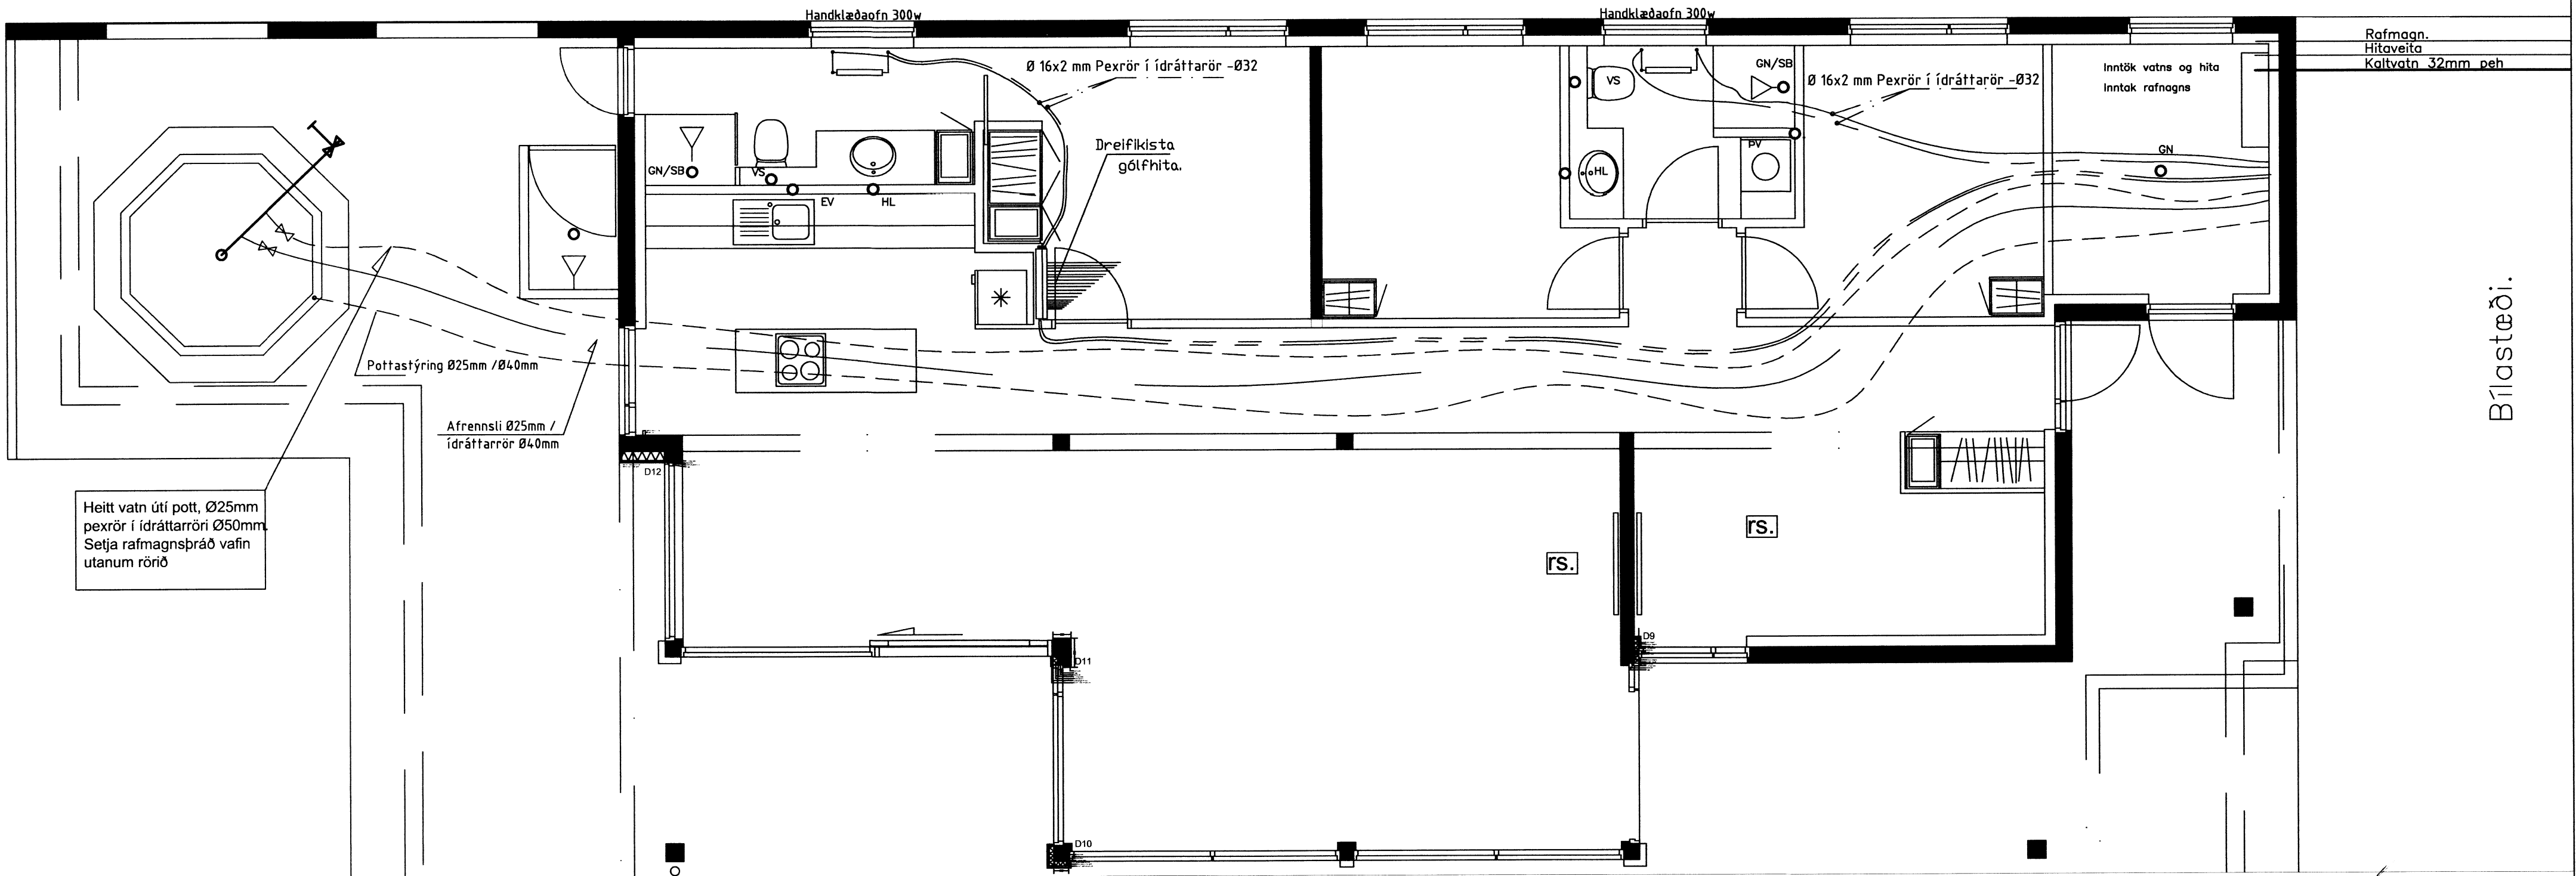 Handklæðaofn 300w
Handklæðaofn 300w
Rafmagn.
Hitaveita
Kaltvatn 32mm peh
Ø 16x2 mm Pexrör í ídráttarör -Ø32
GN/SB
VS
Ø 16x2 mm Pexrör í ídráttarör -Ø32
Inntök vatns og hita
Inntak rafnagns
Dreifikista
gólfhita.
PV
GN
GN/SB
VS
HL
EV
HL
Bílastæði.
Pottastýring Ø25mm /Ø40mm
Afrennsli Ø25mm /
ídráttarrör Ø40mm
D12
Heitt vatn útí pott, Ø25mm
pexrör í ídráttarröri Ø50mm.
Setja rafmagnsþráð vafin
utanum rörið
rs.
rs.
D9
D11
D10